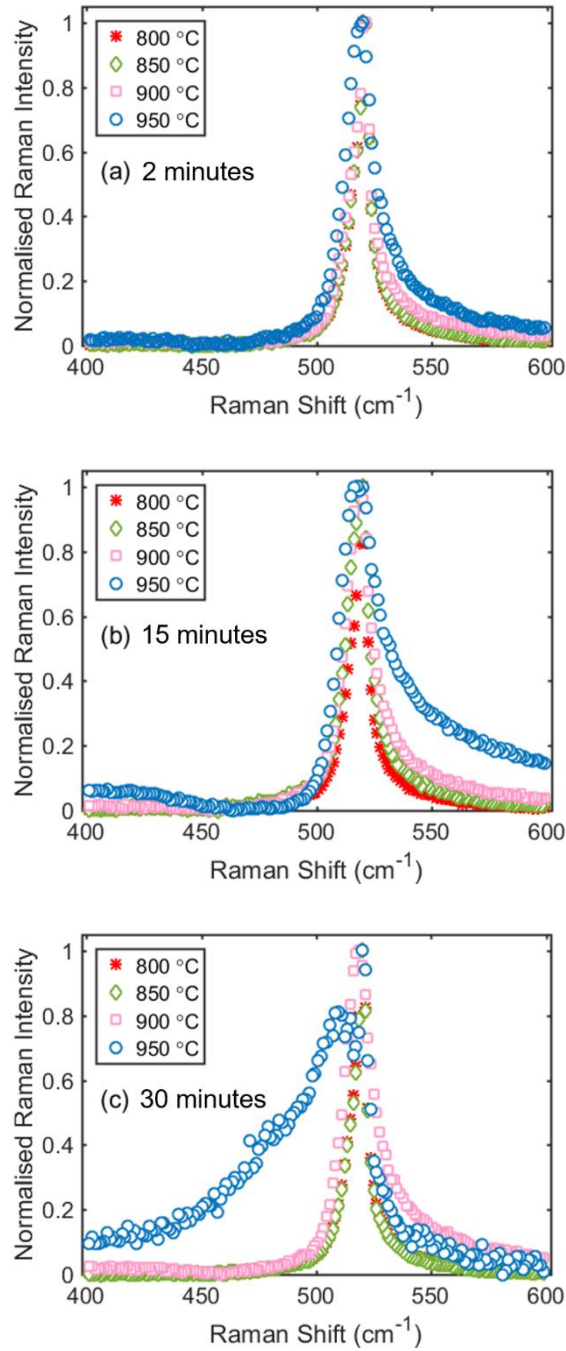 1
0.8
0.6
0.4
0.2
0
Normalised Raman Intensity
800 °C
850 °C
900 °C
950 °C
(a) 2 minutes
400 450 500 550 600
Raman Shift (cm-1)
1
0.8
0.6
0.4
0.2
0
Normalised Raman Intensity
800 °C
850 °C
900 °C
950 °C
(b) 15 minutes
400 450 500 550 600
Raman Shift (cm-1)
1
0.8
0.6
0.4
0.2
0
Normalised Raman Intensity
800 °C
850 °C
900 °C
950 °C
(c) 30 minutes
400 450 500 550 600
Raman Shift (cm-1)